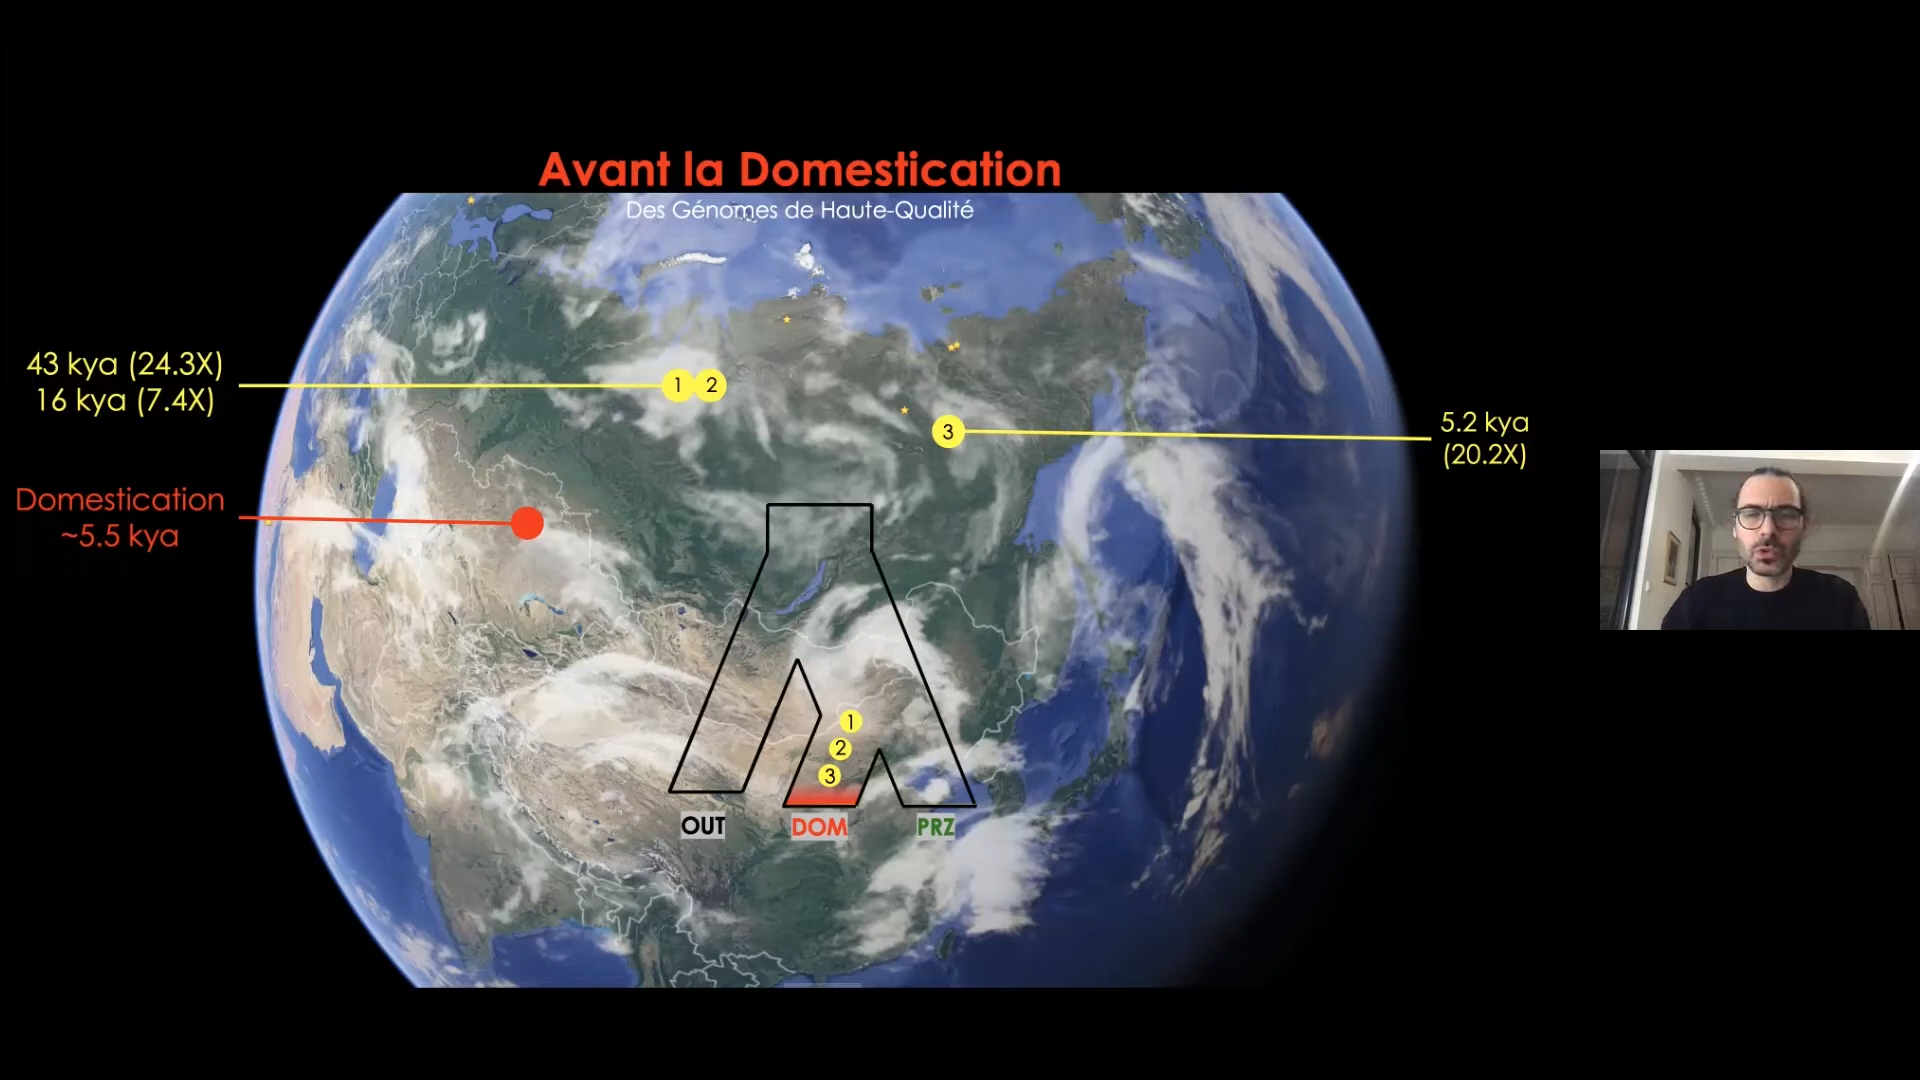 Avant la Domestication
Des Génomes de Haute-Qualité
43 kya (24.3X)
16 kya (7.4X)
1
2
3
5.2 kya
(20.2X)
Domestication
~5.5 kya
1
2
3
OUT
DOM
PRZ